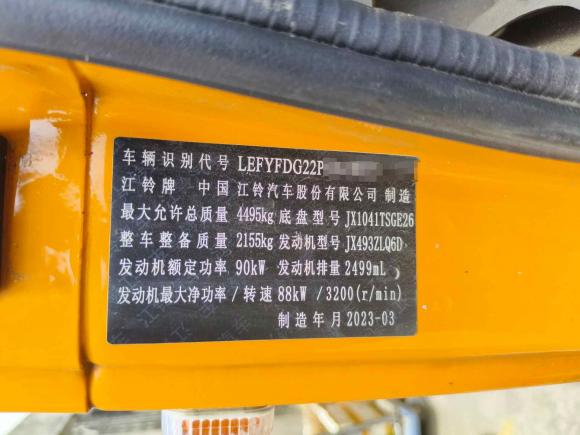 车辆识别代号 LEFYFDG22P
江铃牌 中国 江铃汽车股份有限公司 制造
最大允许总质量 4495kg 底盘型号 JX1041TSGE26
整车整备质量 2155kg 发动机型号 JX493ZLQ6D
发动机额定功率 90kW 发动机排量 2499mL
发动机最大净功率/转速 88kW /3200(r/min)
制造年月 2023-03